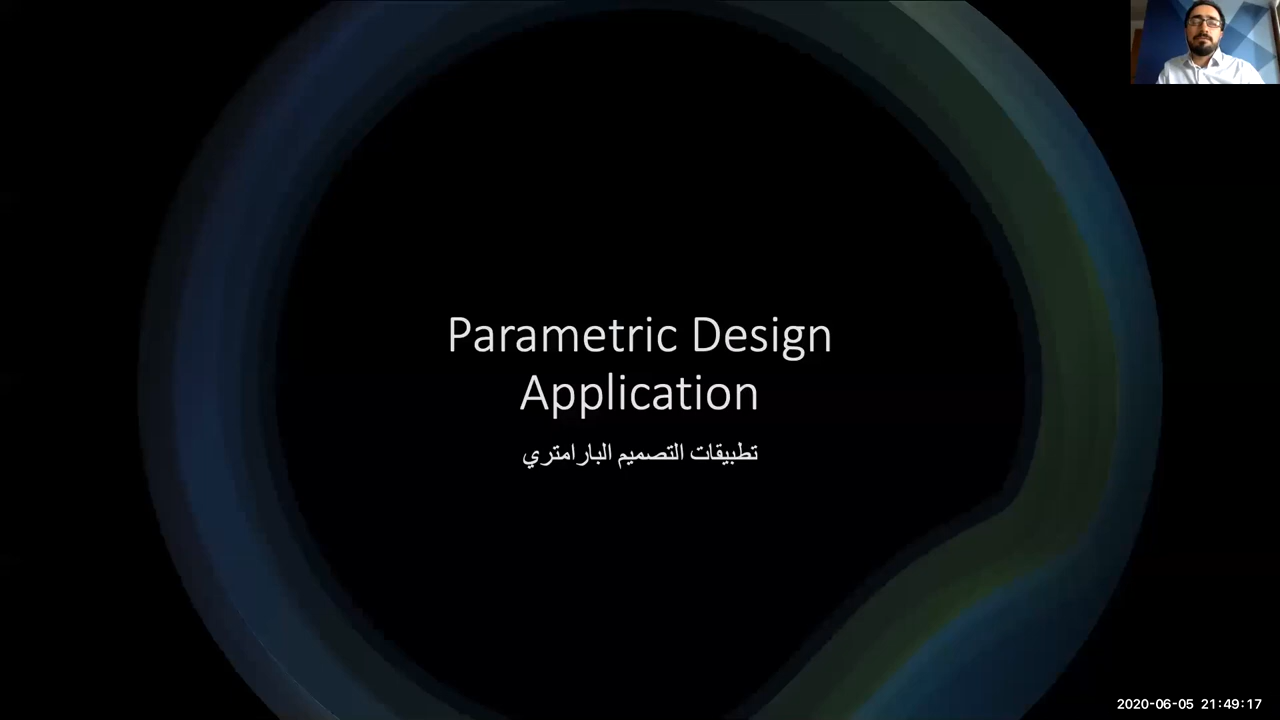 Parametric Design
Application
تطبيقات التصميم البارامتري
2020-06-05 21:49:17